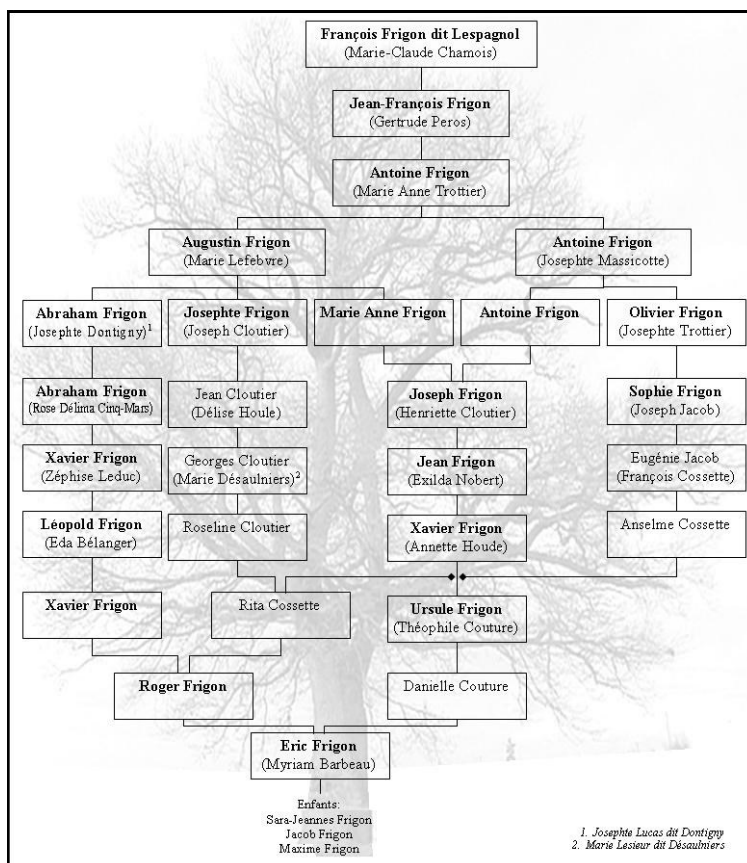 François Frigon dit Lespagnol
(Marie-Claude Chamois)
Jean-François Frigon
(Gertrude Peros)
Antoine Frigon
(Marie Anne Trottier)
Augustin Frigon
(Marie Lefebvre)
Antoine Frigon
(Josephte Massicotte)
Abraham Frigon
(Josephte Dontigny)1
Josephte Frigon
(Joseph Cloutier)
Marie Anne Frigon
Antoine Frigon
Olivier Frigon
(Josephte Trottier)
Abraham Frigon
(Rose Délima Cinq-Mars)
Jean Cloutier
(Délise Houle)
Joseph Frigon
(Henriette Cloutier)
Sophie Frigon
(Joseph Jacob)
Xavier Frigon
(Zéphise Leduc)
Georges Cloutier
(Marie Désaulniers)2
Jean Frigon
(Exilda Nobert)
Eugénie Jacob
(François Cossette)
Léopold Frigon
(Eda Bélanger)
Roseline Cloutier
Xavier Frigon
(Annette Houde)
Anselme Cossette
Xavier Frigon
Rita Cossette
Ursule Frigon
(Théophile Couture)
Roger Frigon
Danielle Couture
Eric Frigon
(Myriam Barbeau)
Enfants:
Sara-Jeannes Frigon
Jacob Frigon
Maxime Frigon
1. Josephte Lucas dit Dontigny
2. Marie Lesieur dit Désaulniers